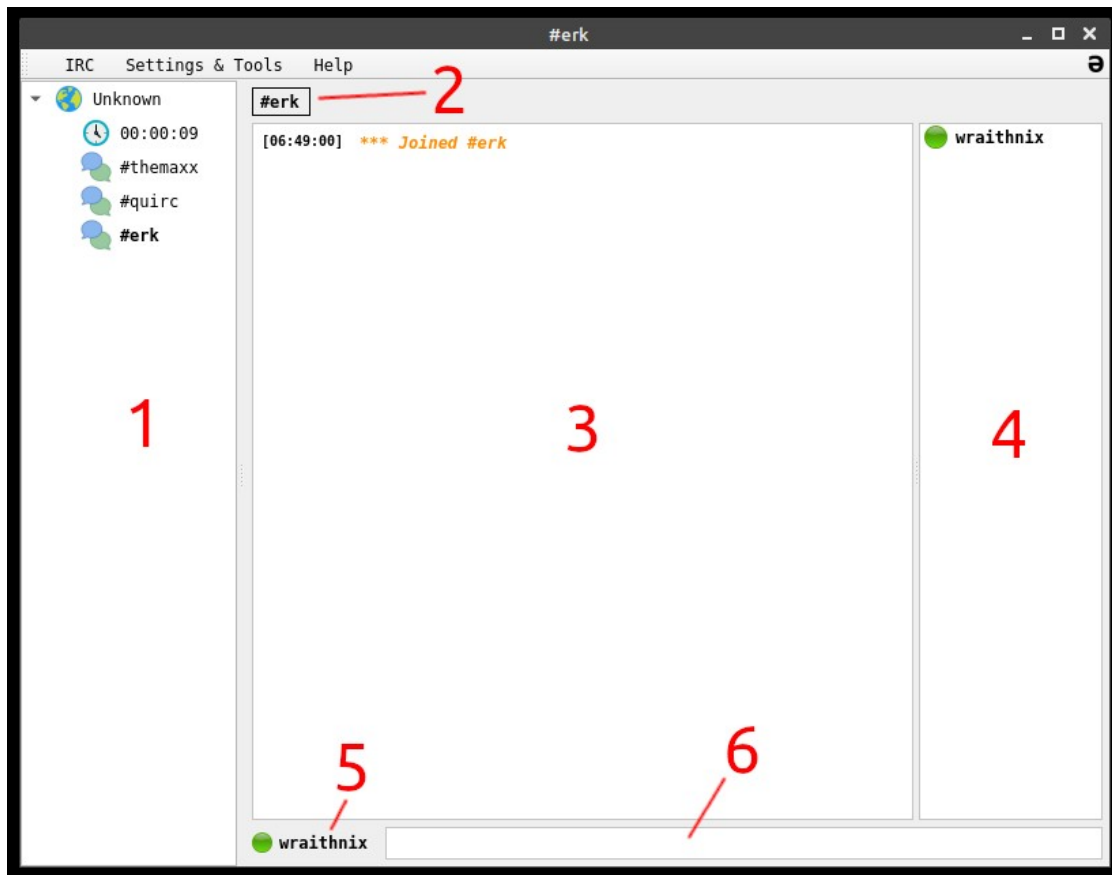 #erk
IRC Settings & Tools Help ə
Unknown
00:00:09
#themaxx
#quirc
#erk
1
#erk
2
[06:49:00] *** Joined #erk
3
wraithnix
4
5
wraithnix
6